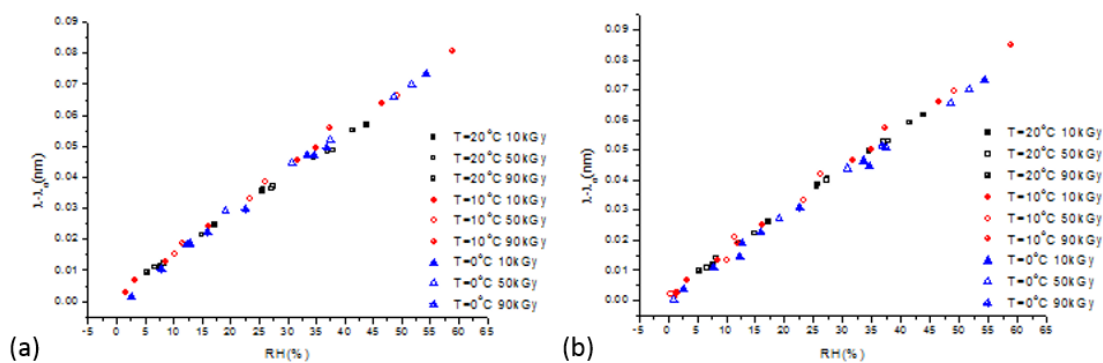 0.09
0.08
0.07
0.06
0.05
0.04
0.03
0.02
0.01
0.00
λ-λₙ(nm)
-5 0 5 10 15 20 25 30 35 40 45 50 55 60 65
RH(%)
T=20°C 10kGy
T=20°C 50kGy
T=20°C 90kGy
T=10°C 10kGy
T=10°C 50kGy
T=10°C 90kGy
T=0°C 10kGy
T=0°C 50kGy
T=0°C 90kGy
(a)
0.09
0.08
0.07
0.06
0.05
0.04
0.03
0.02
0.01
0.00
λ-λₙ(nm)
-5 0 5 10 15 20 25 30 35 40 45 50 55 60 65
RH(%)
T=20°C 10kGy
T=20°C 50kGy
T=20°C 90kGy
T=10°C 10kGy
T=10°C 50kGy
T=10°C 90kGy
T=0°C 10kGy
T=0°C 50kGy
T=0°C 90kGy
(b)